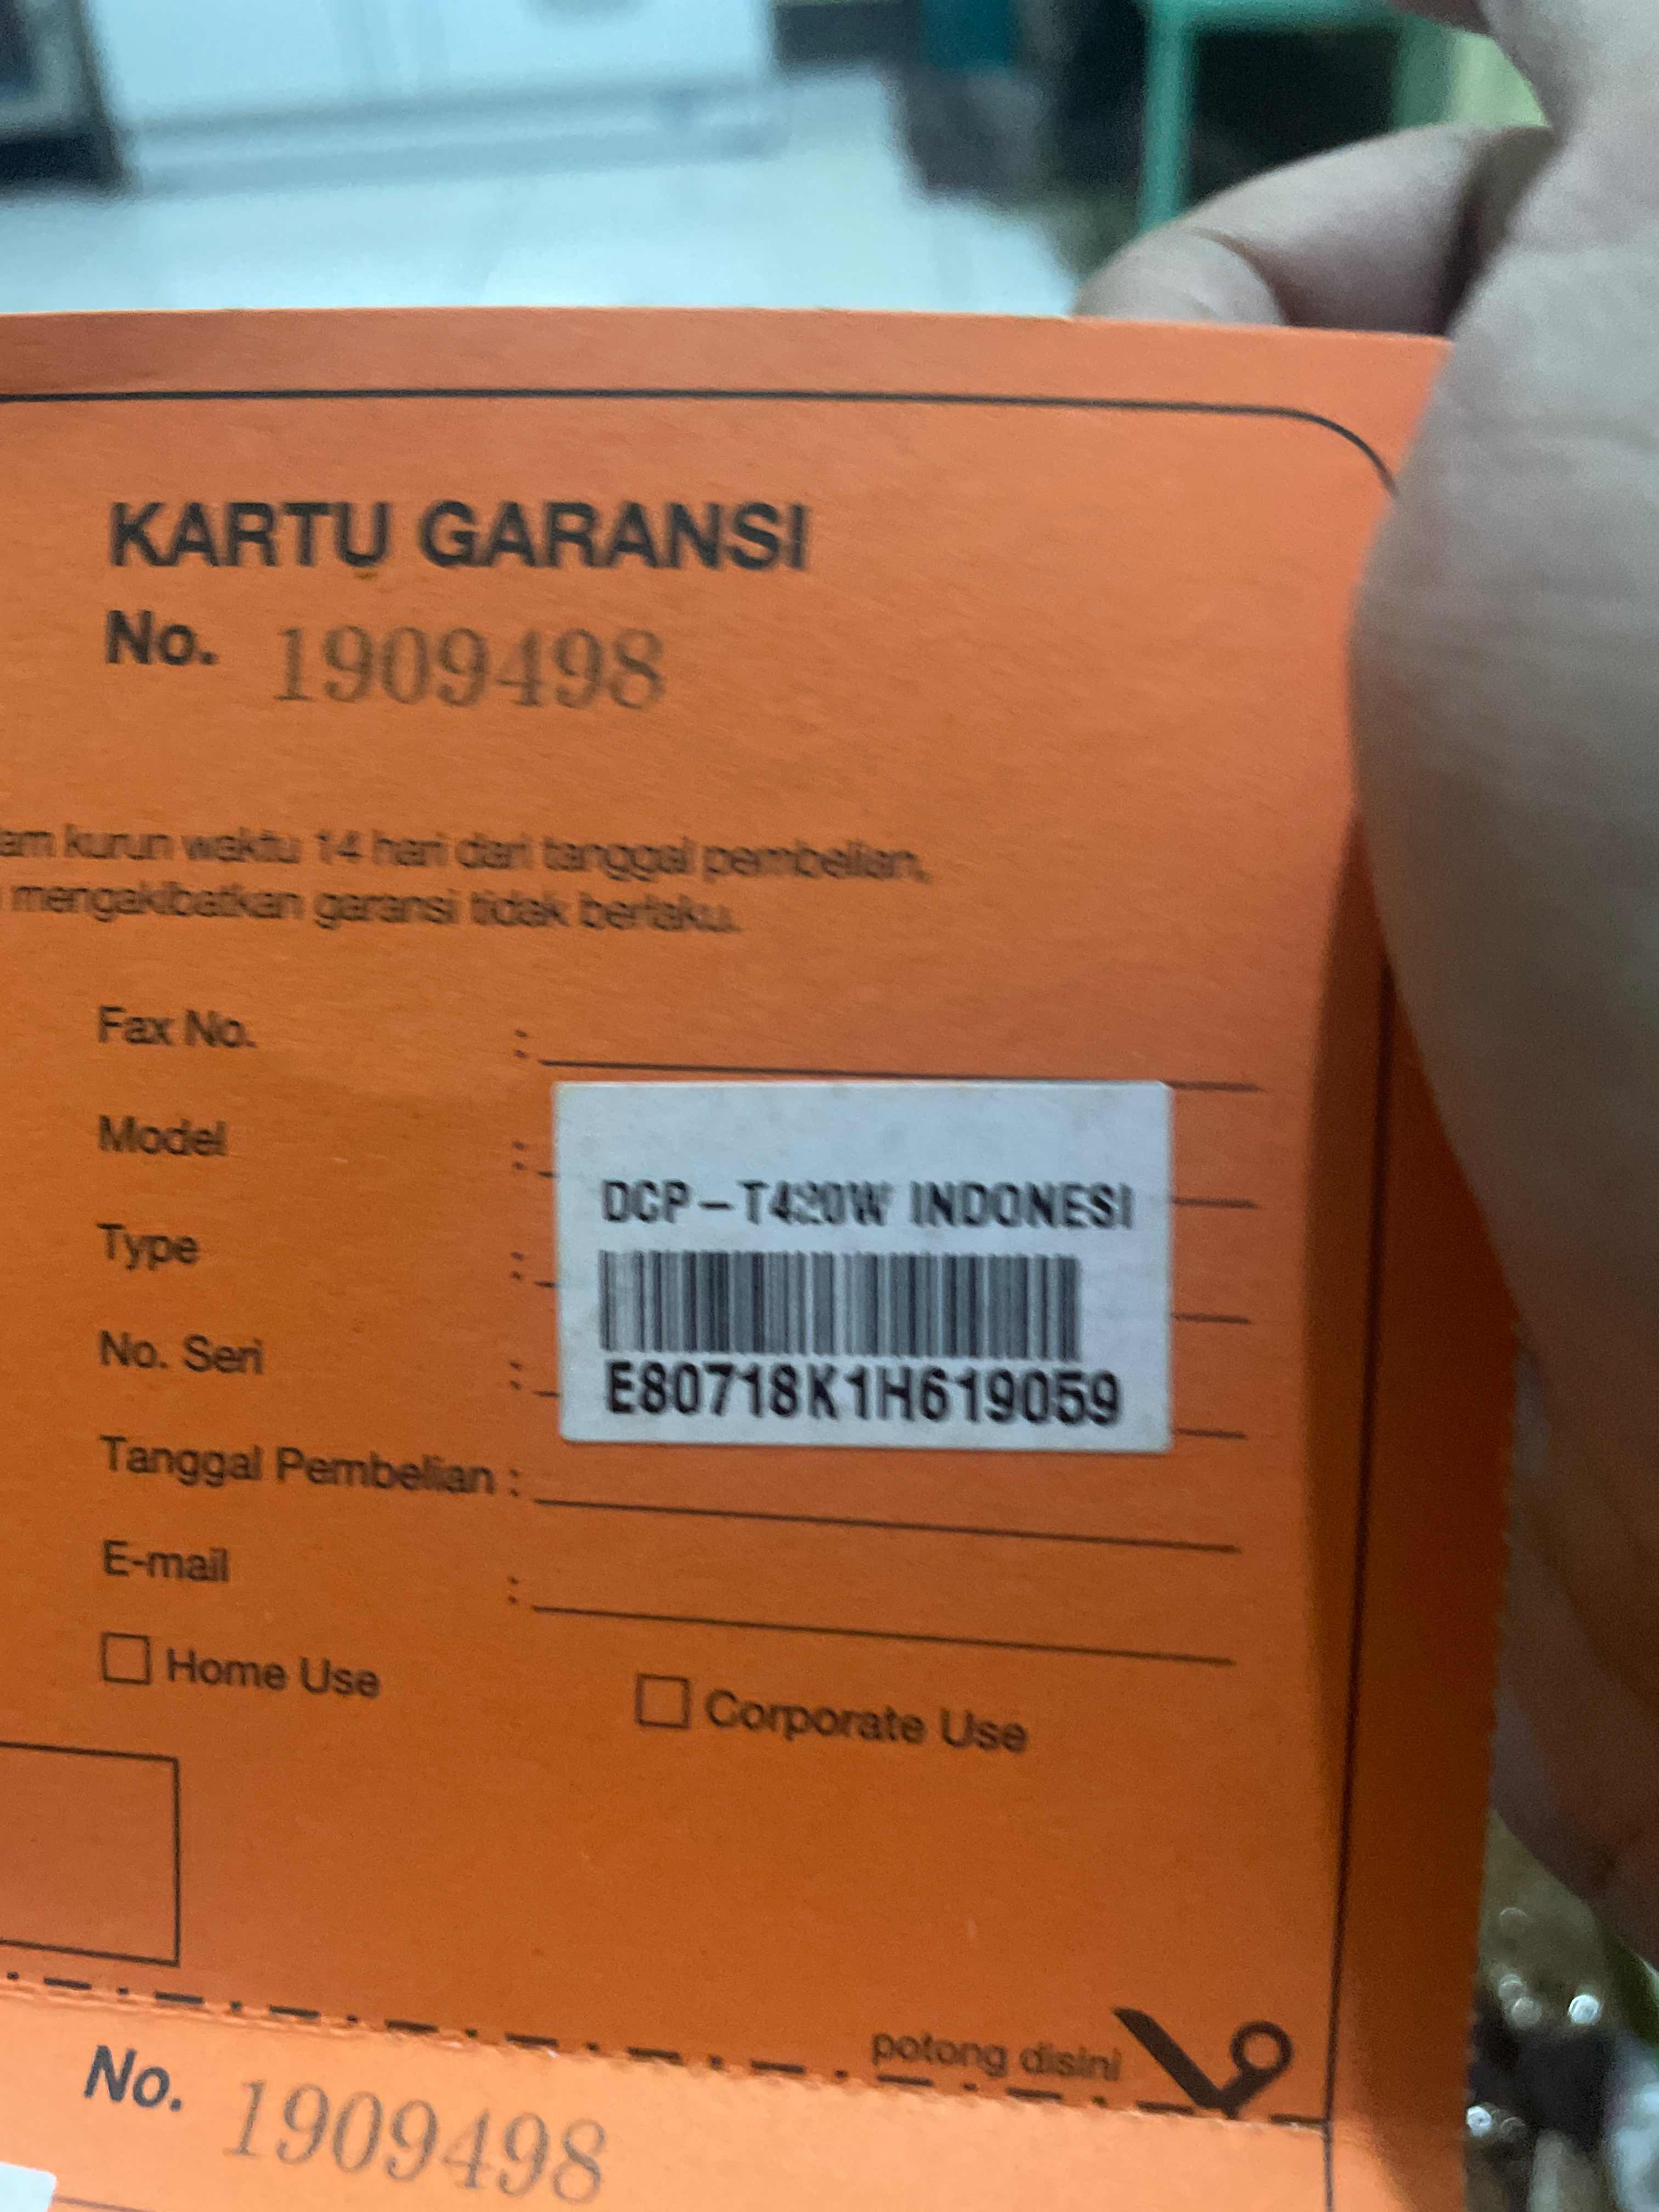 KARTU GARANSI
No. 1909498
am kurun waktu 14 hari dari tanggal pembelian,
mengakibatkan garansi tidak berlaku.
Fax No. :
Model : DCP-T420W INDONESI
Type :
No. Seri : E80718K1H619059
Tanggal Pembelian :
E-mail :
Home Use Corporate Use
potong disini
No. 1909498